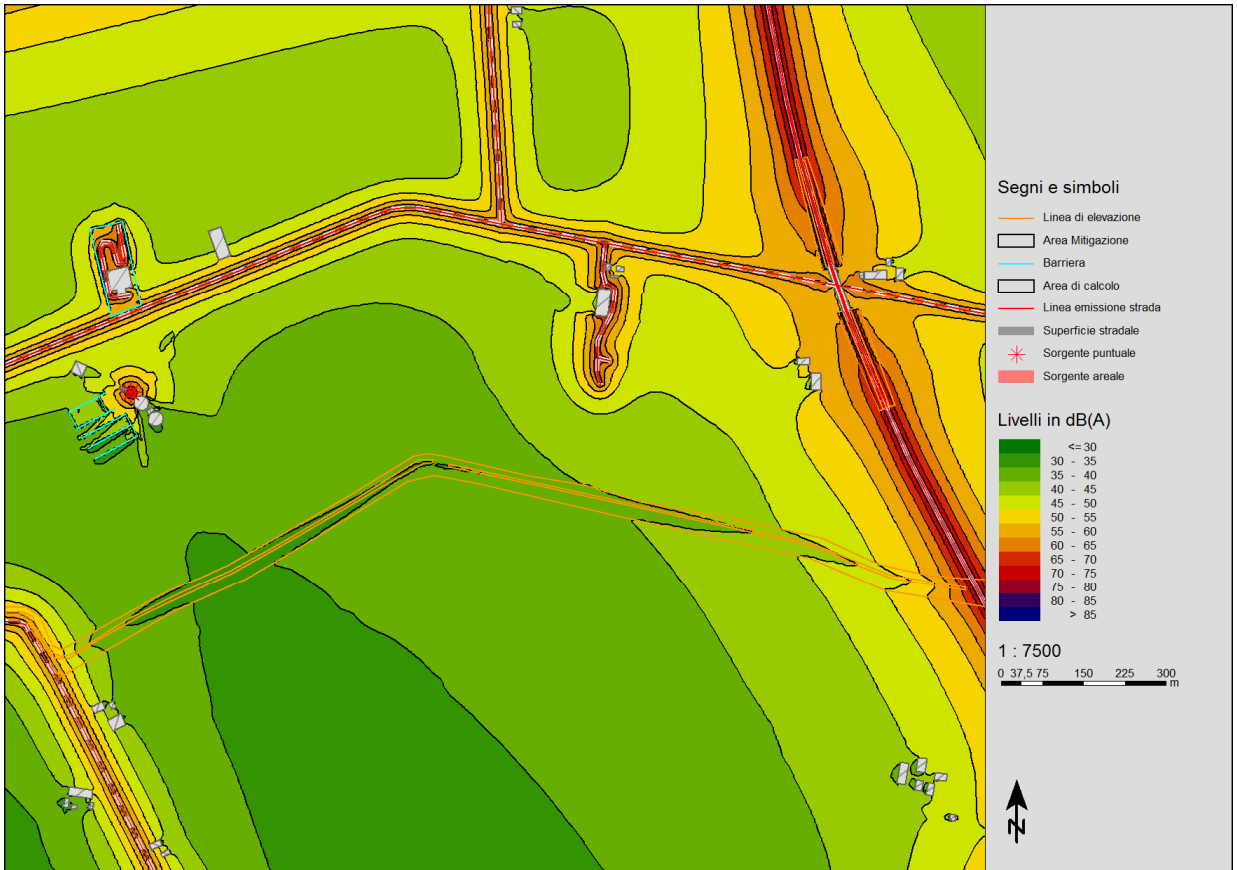 Segni e simboli
Linea di elevazione
Area Mitigazione
Barriera
Area di calcolo
Linea emissione strada
Superficie stradale
Sorgente puntuale
Sorgente areale
Livelli in dB(A)
<= 30
30 - 35
35 - 40
40 - 45
45 - 50
50 - 55
55 - 60
60 - 65
65 - 70
70 - 75
75 - 80
80 - 85
> 85
1 : 7500
0 37,5 75 150 225 300
m
N